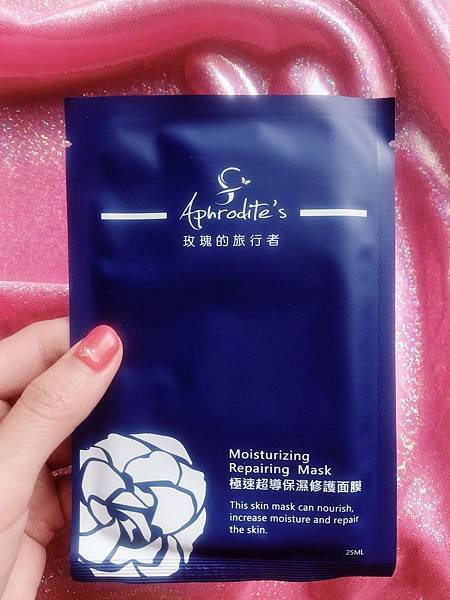 Aphrodite's
玫瑰的旅行者
Moisturizing
Repairing Mask
極速超導保濕修護面膜
This skin mask can nourish,
increase moisture and repair
the skin.
25ML